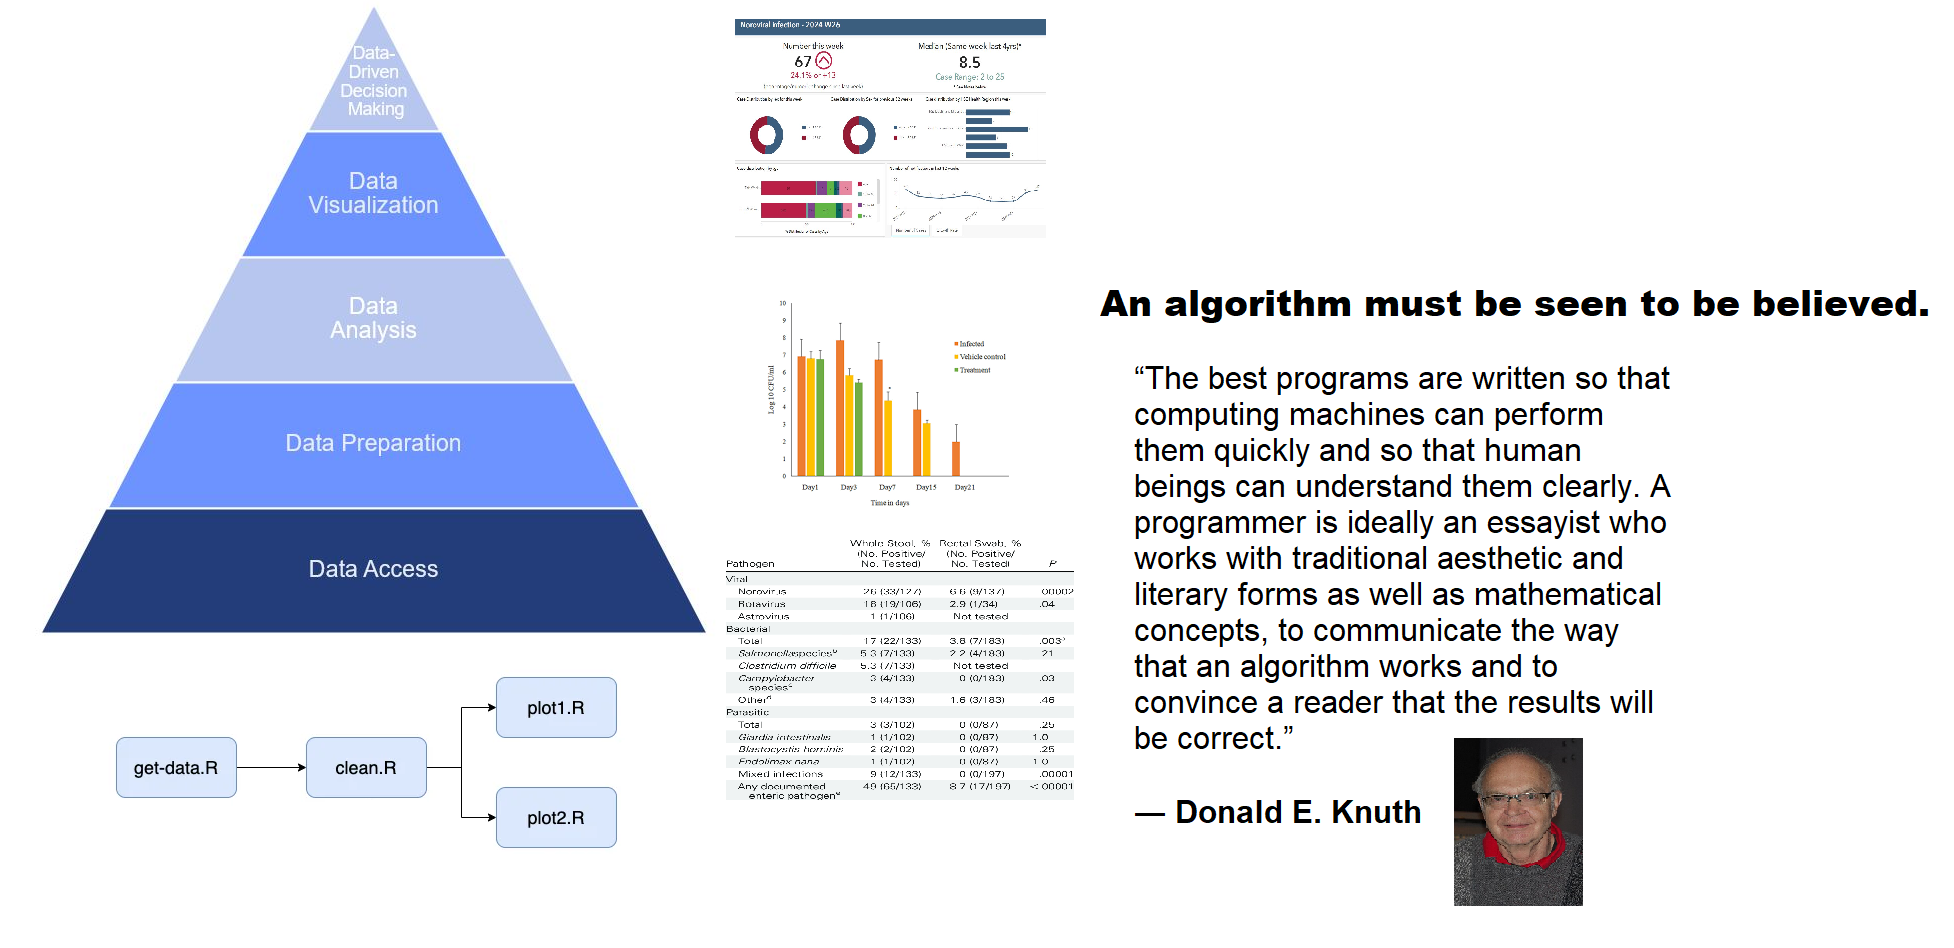 Data-
Driven
Decision
Making
Data
Visualization
Data
Analysis
Data Preparation
Data Access
get-data.R
clean.R
plot1.R
plot2.R
Noroviral Infection - 2024 W26
Number this week
67
24.1% or +13
Median (Same week last 4yrs)*
8.5
Case Range: 2 to 25
10
9
8
7
6
5
4
3
2
1
0
Log 10 CFU/ml
Infected
Vehicle control
Treatment
*
Day1 Day3 Day7 Day15 Day21
Time in days
Whole Stool, % Rectal Swab, %
(No. Positive/ (No. Positive/
Pathogen No. Tested) No. Tested) P
Viral
Norovirus 26 (33/127) 6.6 (9/137) .00002
Rotavirus 18 (19/106) 2.9 (1/34) .04
Astrovirus 1 (1/106) Not tested
Bacterial
Total 17 (22/133) 3.8 (7/183) .003
Salmonella species 5.3 (7/133) 2.2 (4/183) .21
Clostridium difficile 5.3 (7/133) Not tested
Campylobacter 3 (4/133) 0 (0/183) .03
species
Other 3 (4/133) 1.6 (3/183) .46
Parasitic
Total 3 (3/102) 0 (0/87) .25
Giardia intestinalis 1 (1/102) 0 (0/87) 1.0
Blastocystis hominis 2 (2/102) 0 (0/87) .25
Endolimax nana 1 (1/102) 0 (0/87) 1.0
Mixed infections 9 (12/133) 0 (0/197) .00001
Any documented 49 (65/133) 8.7 (17/197) <.00001
enteric pathogen
An algorithm must be seen to be believed.
“The best programs are written so that
computing machines can perform
them quickly and so that human
beings can understand them clearly. A
programmer is ideally an essayist who
works with traditional aesthetic and
literary forms as well as mathematical
concepts, to communicate the way
that an algorithm works and to
convince a reader that the results will
be correct.”
— Donald E. Knuth